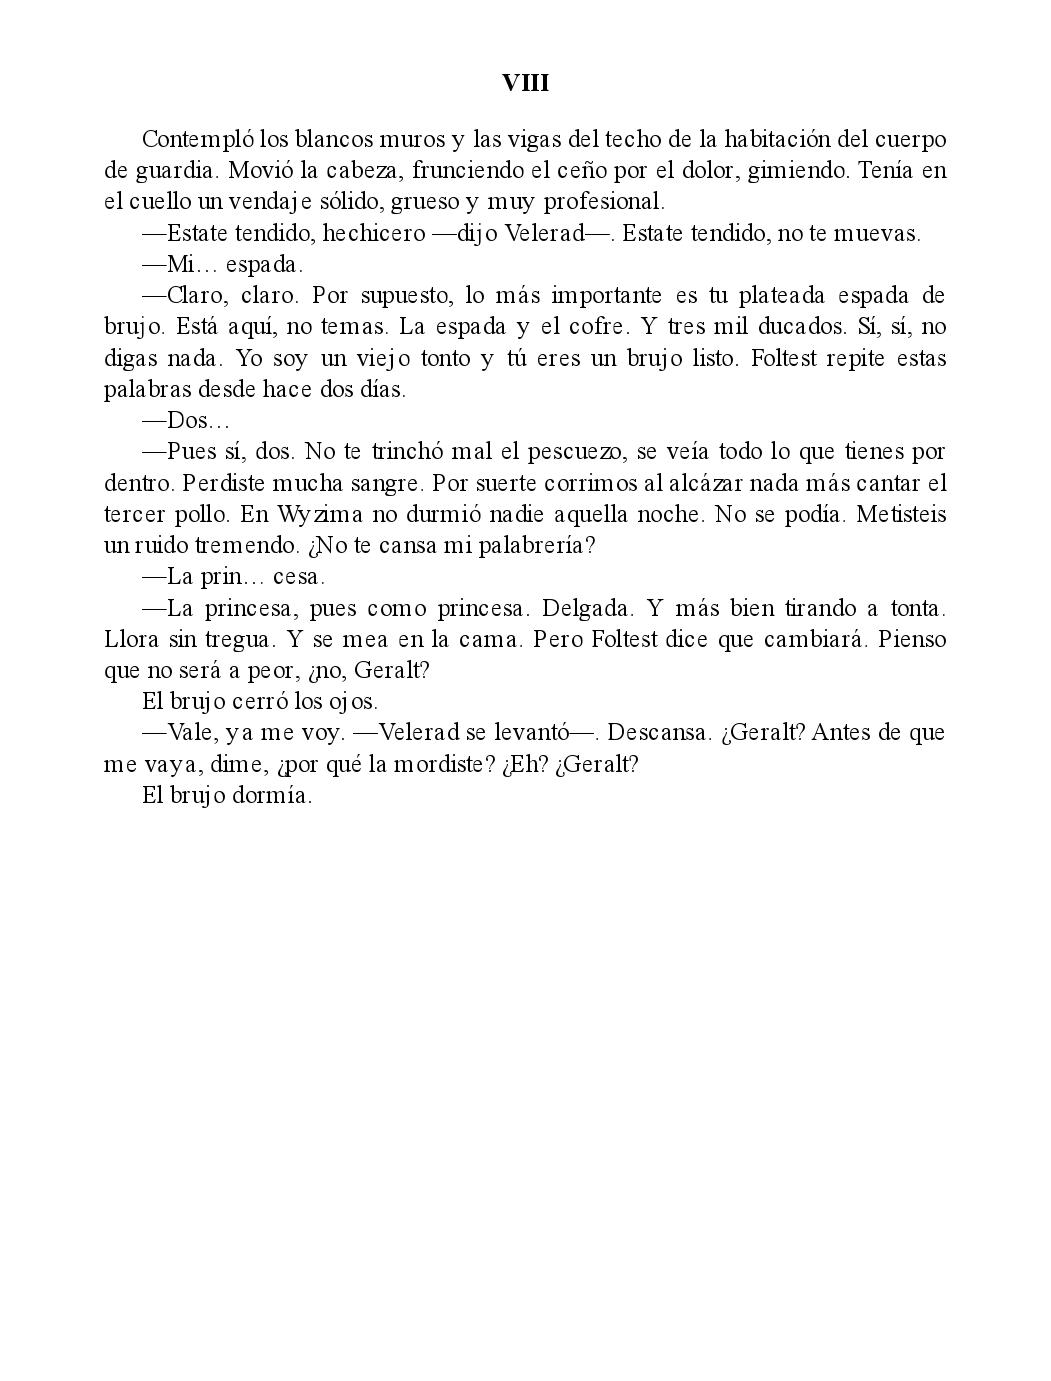 VIII
Contempló los blancos muros y las vigas del techo de la habitación del cuerpo
de guardia. Movió la cabeza, frunciendo el ceño por el dolor, gimiendo. Tenía en
el cuello un vendaje sólido, grueso y muy profesional.
—Estate tendido, hechicero —dijo Velerad—. Estate tendido, no te muevas.
—Mi… espada.
—Claro, claro. Por supuesto, lo más importante es tu plateada espada de
brujo. Está aquí, no temas. La espada y el cofre. Y tres mil ducados. Sí, sí, no
digas nada. Yo soy un viejo tonto y tú eres un brujo listo. Foltest repite estas
palabras desde hace dos días.
—Dos…
—Pues sí, dos. No te trinchó mal el pescuezo, se veía todo lo que tienes por
dentro. Perdiste mucha sangre. Por suerte corrimos al alcázar nada más cantar el
tercer pollo. En Wyzima no durmió nadie aquella noche. No se podía. Metisteis
un ruido tremendo. ¿No te cansa mi palabrería?
—La prin… cesa.
—La princesa, pues como princesa. Delgada. Y más bien tirando a tonta.
Llora sin tregua. Y se mea en la cama. Pero Foltest dice que cambiará. Pienso
que no será a peor, ¿no, Geralt?
El brujo cerró los ojos.
—Vale, ya me voy. —Velerad se levantó—. Descansa. ¿Geralt? Antes de que
me vaya, dime, ¿por qué la mordiste? ¿Eh? ¿Geralt?
El brujo dormía.